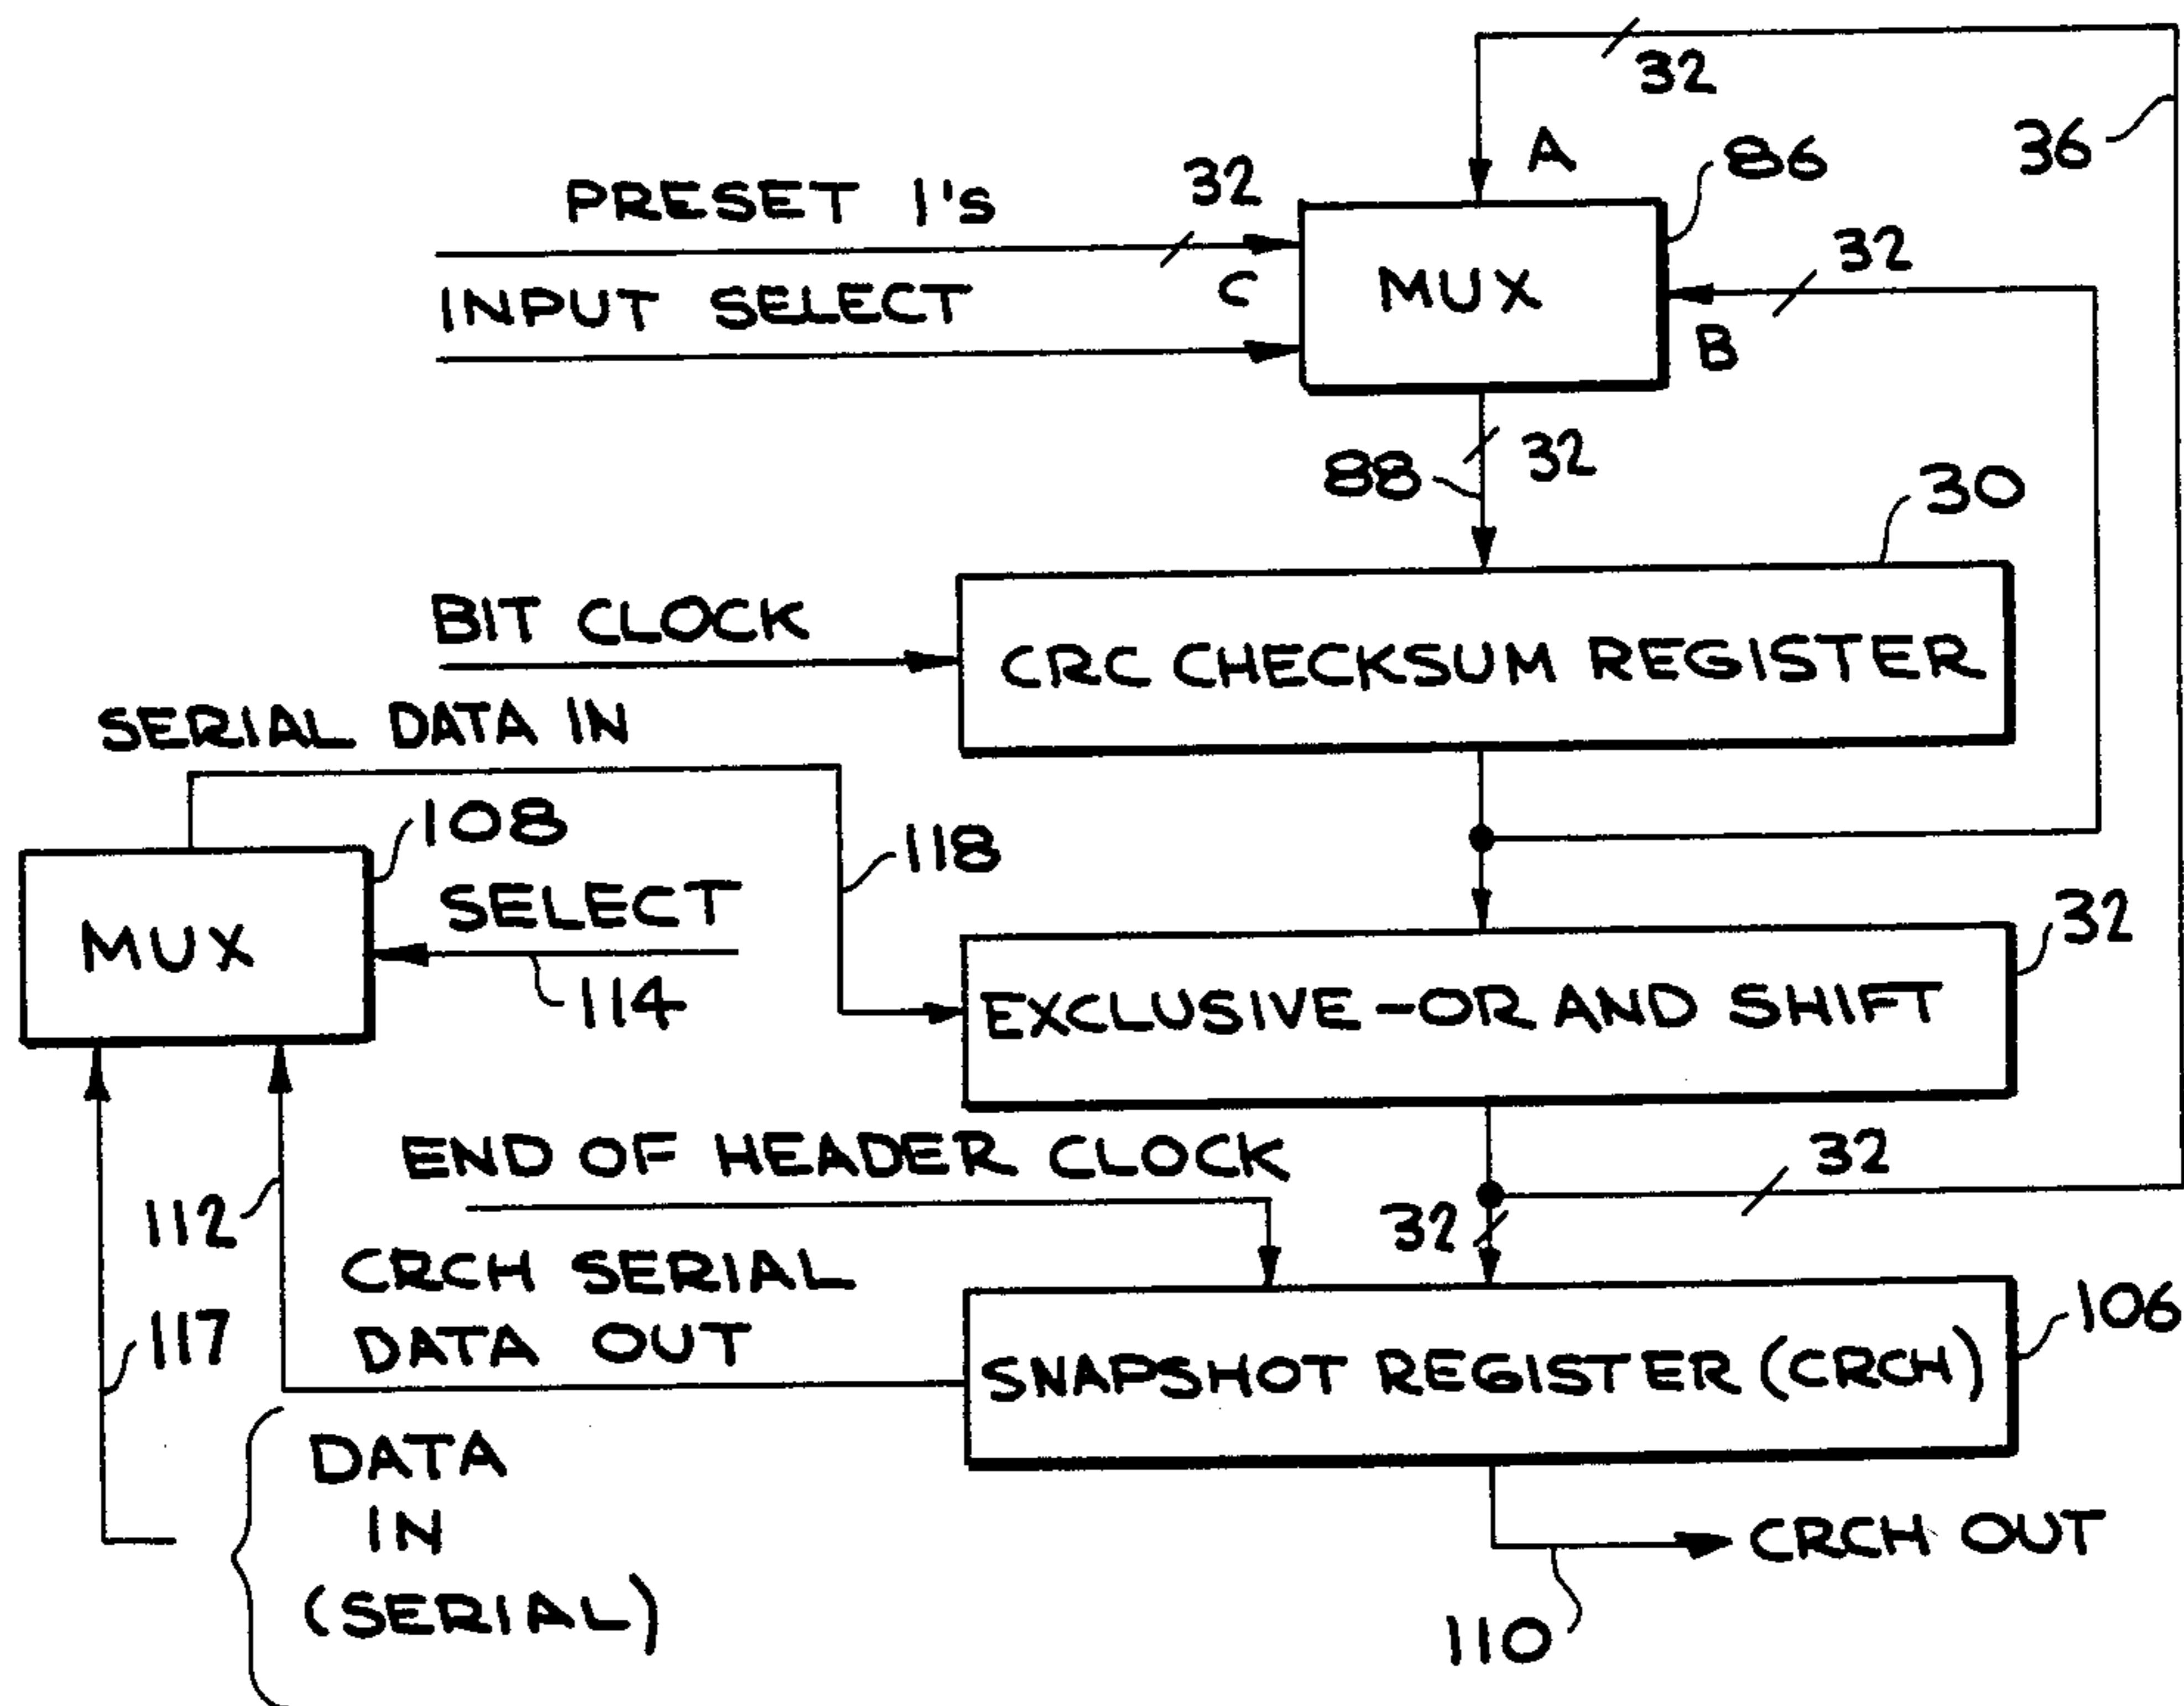 32
36
A
86
PRESET 1's
32
32
INPUT SELECT
C
MUX
B
88
32
30
BIT CLOCK
CRC CHECKSUM REGISTER
SERIAL DATA IN
108
118
SELECT
MUX
114
32
EXCLUSIVE-OR AND SHIFT
END OF HEADER CLOCK
32
112
32
CRCH SERIAL
DATA OUT
106
117
SNAPSHOT REGISTER (CRCH)
DATA
IN
(SERIAL)
CRCH OUT
110